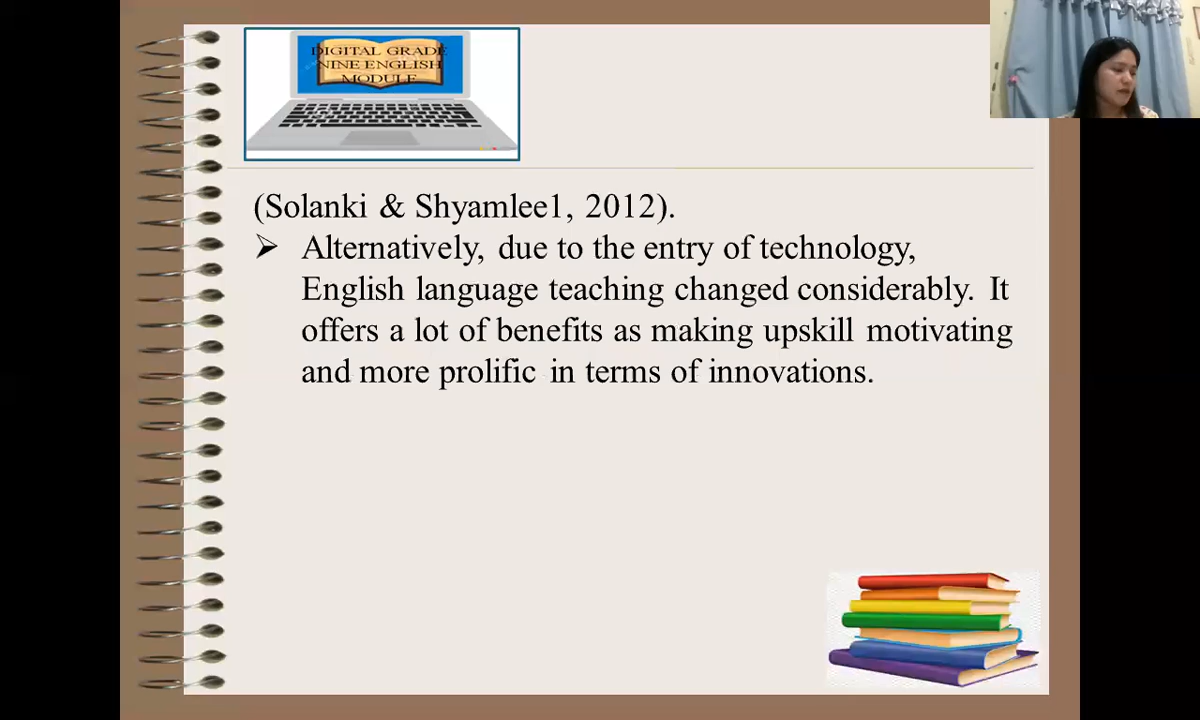 DIGITAL GRADE
NINE ENGLISH
MODULE
(Solanki & Shyamlee1, 2012).
➢ Alternatively, due to the entry of technology,
English language teaching changed considerably. It
offers a lot of benefits as making upskill motivating
and more prolific in terms of innovations.